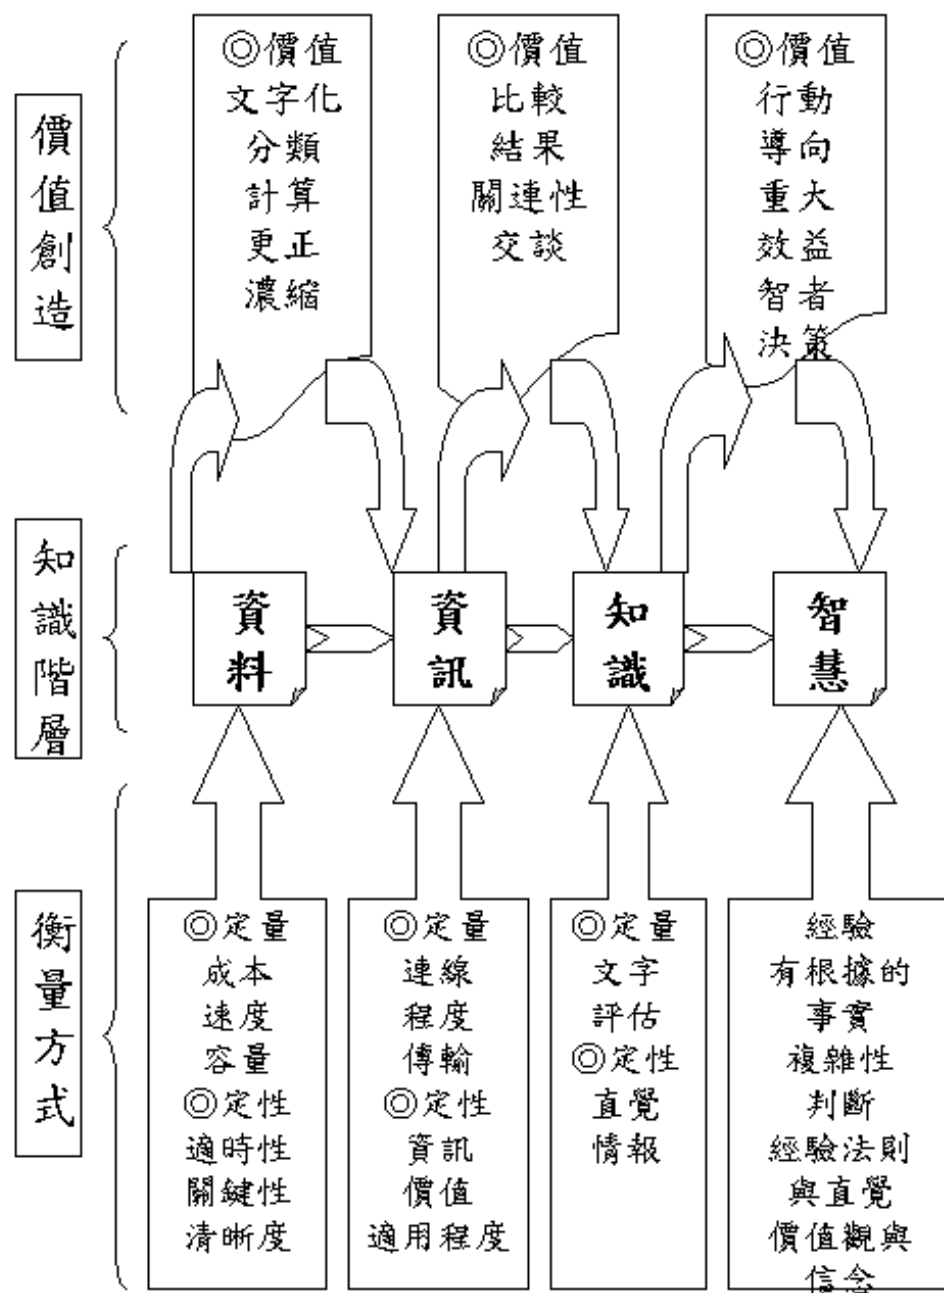 價值創造
◎價值
文字化
分類
計算
更正
濃縮
◎價值
比較
結果
關連性
交談
◎價值
行動
導向
重大
效益
智者
決策
知識階層
資料
資訊
知識
智慧
衡量方式
◎定量
成本
速度
容量
◎定性
適時性
關鍵性
清晰度
◎定量
連線
程度
傳輸
◎定性
資訊
價值
適用程度
◎定量
文字
評估
◎定性
直覺
情報
經驗
有根據的
事實
複雜性
判斷
經驗法則
與直覺
價值觀與
信念